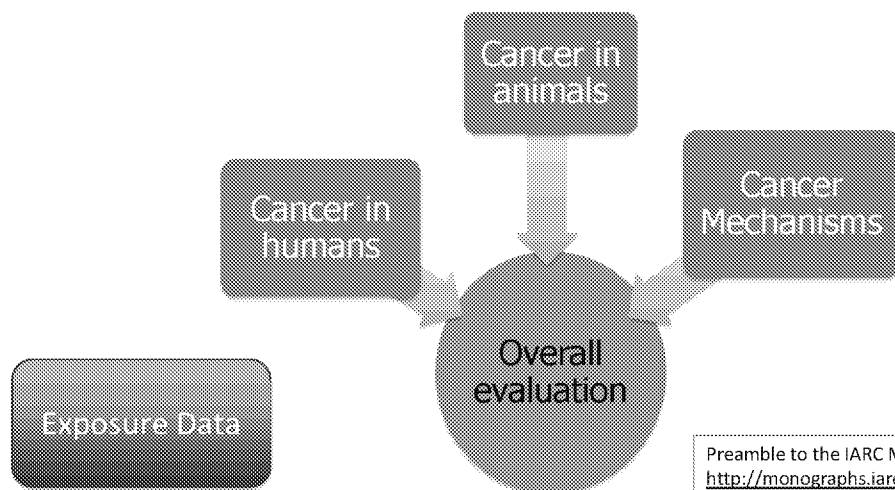 Cancer in
animals
Cancer in
humans
Cancer
Mechanisms
Overall
evaluation
Exposure Data
Preamble to the IARC
http://monographs.iar